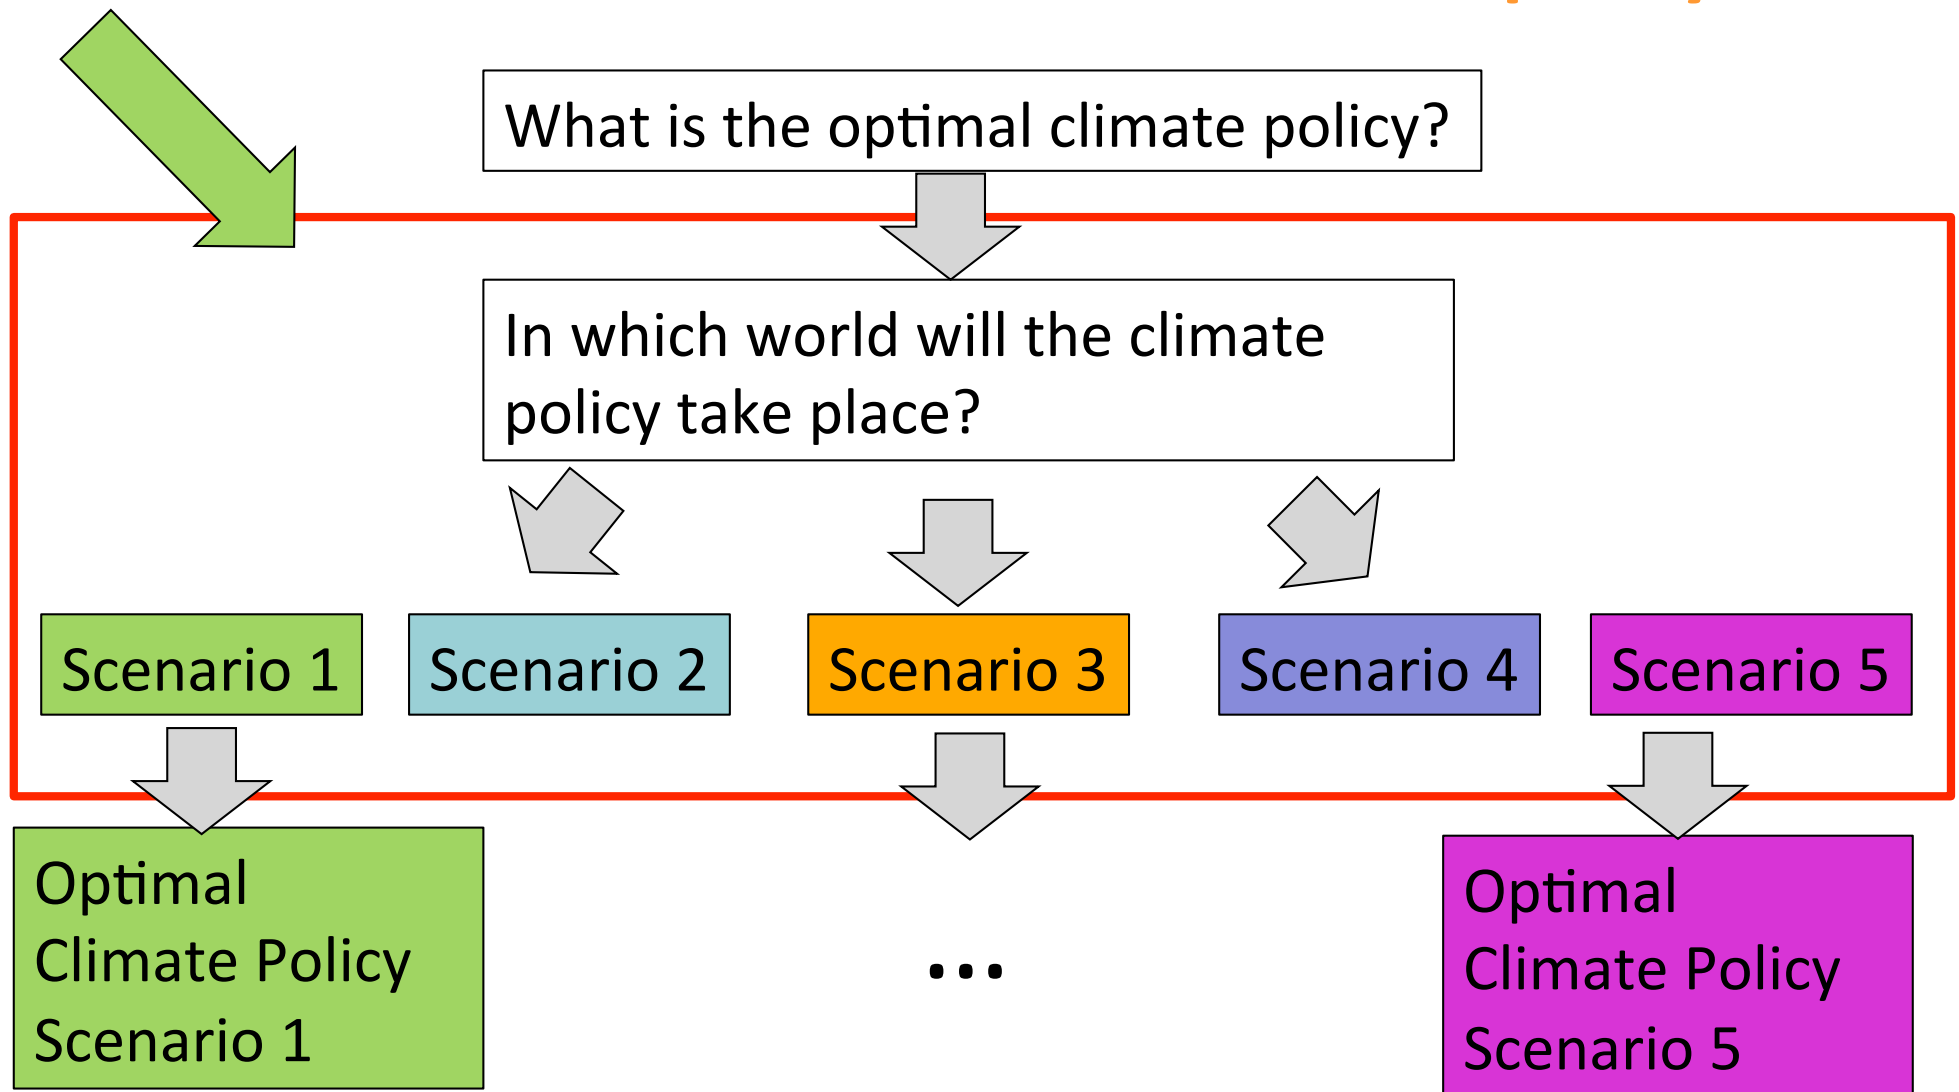 What is the optimal climate policy?
In which world will the climate
policy take place?
Scenario 1
Scenario 2
Scenario 3
Scenario 4
Scenario 5
Optimal
Climate Policy
Scenario 1
...
Optimal
Climate Policy
Scenario 5